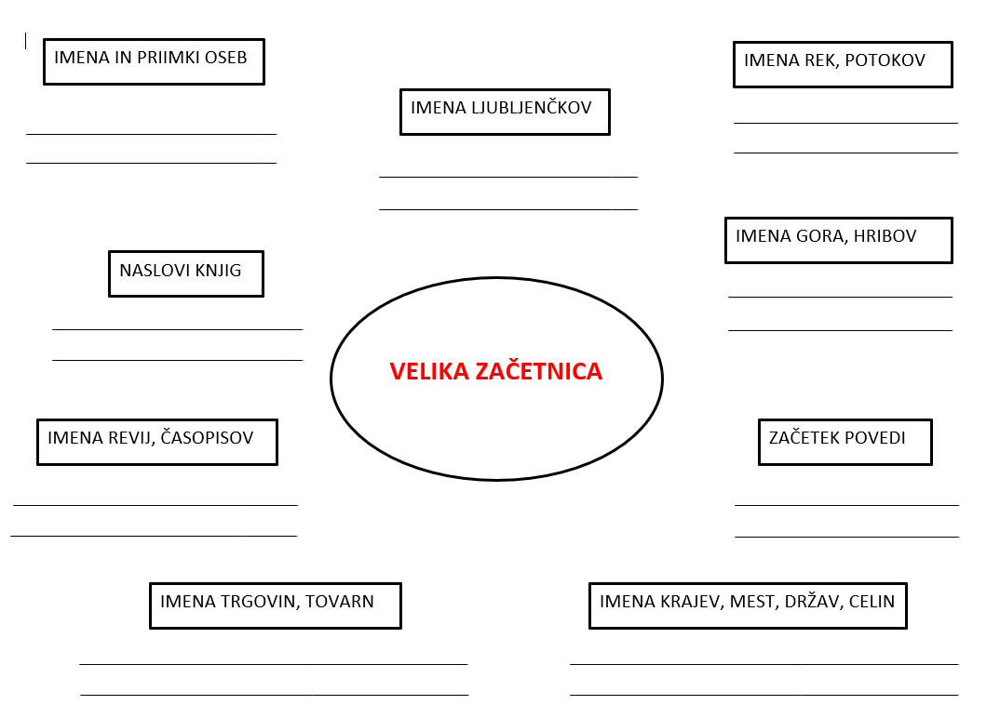 IMENA IN PRIIMKI OSEB
IMENA REK, POTOKOV
IMENA LJUBLJENČKOV
IMENA GORA, HRIBOV
NASLOVI KNJIG
VELIKA ZAČETNICA
IMENA REVIJ, ČASOPISOV
ZAČETEK POVEDI
IMENA TRGOVIN, TOVARN
IMENA KRAJEV, MEST, DRŽAV, CELIN